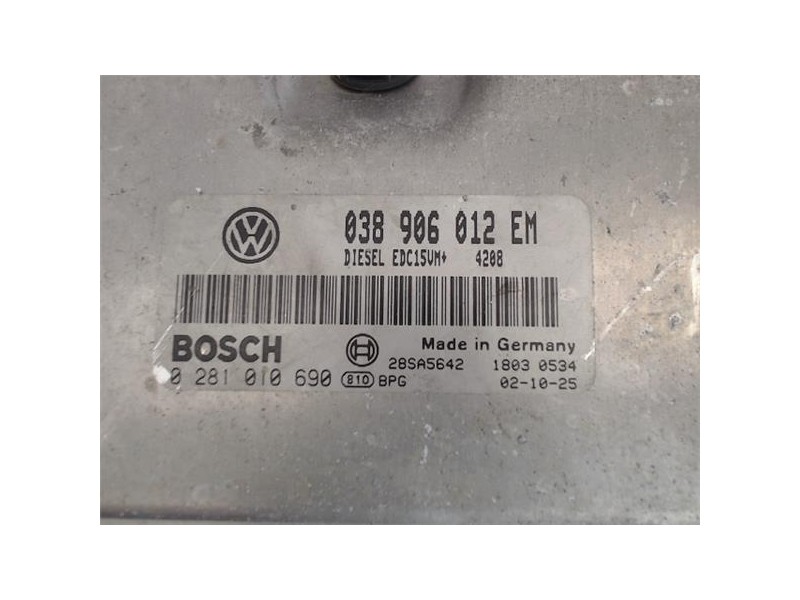 038 906 012 EM
DIESEL EDC15VM+ 4208
BOSCH
Made in Germany
28SA5642 1803 0534
0 281 010 690 810 BPG 02-10-25